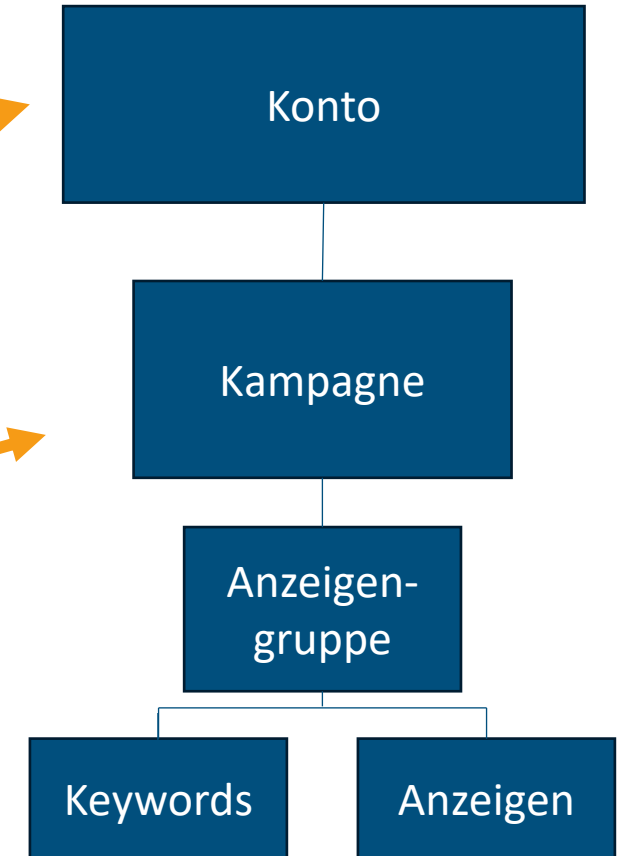 Konto
Kampagne
Anzeigen-
gruppe
Keywords
Anzeigen